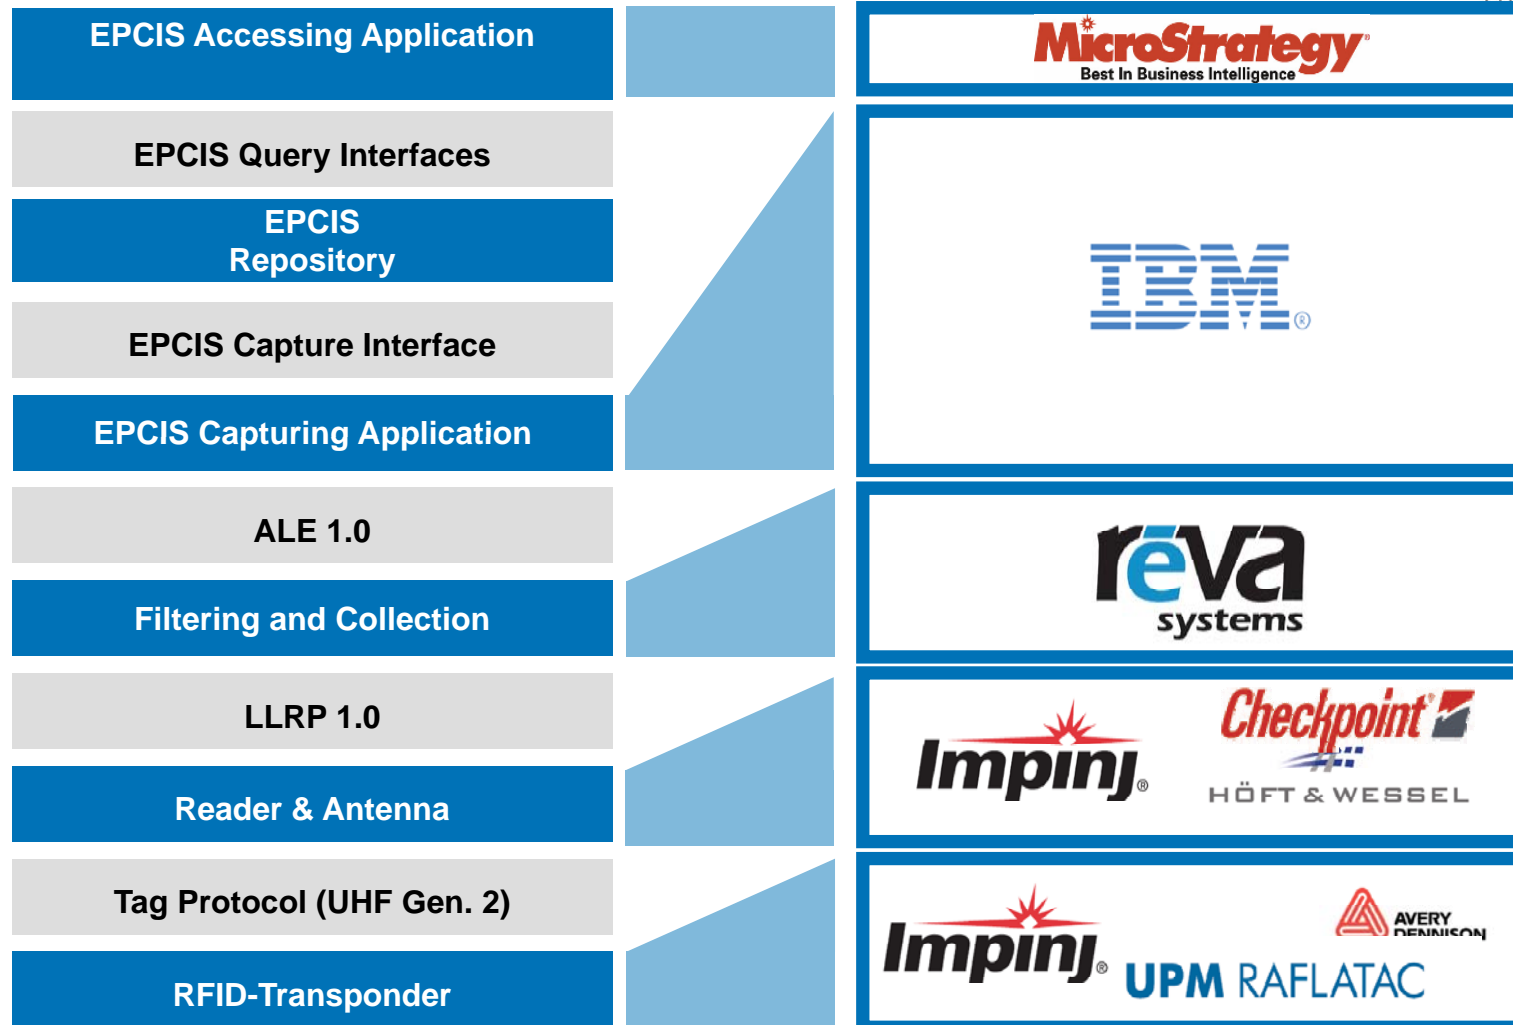 EPCIS Accessing Application
MicroStrategy®
Best In Business Intelligence
EPCIS Query Interfaces
EPCIS
Repository
IBM®
EPCIS Capture Interface
EPCIS Capturing Application
ALE 1.0
rēva
systems
Filtering and Collection
LLRP 1.0
Impinj®
Checkpoint®
HÖFT & WESSEL
Reader & Antenna
Tag Protocol (UHF Gen. 2)
Impinj®
AVERY
DENNISON
UPM RAFLATAC
RFID-Transponder